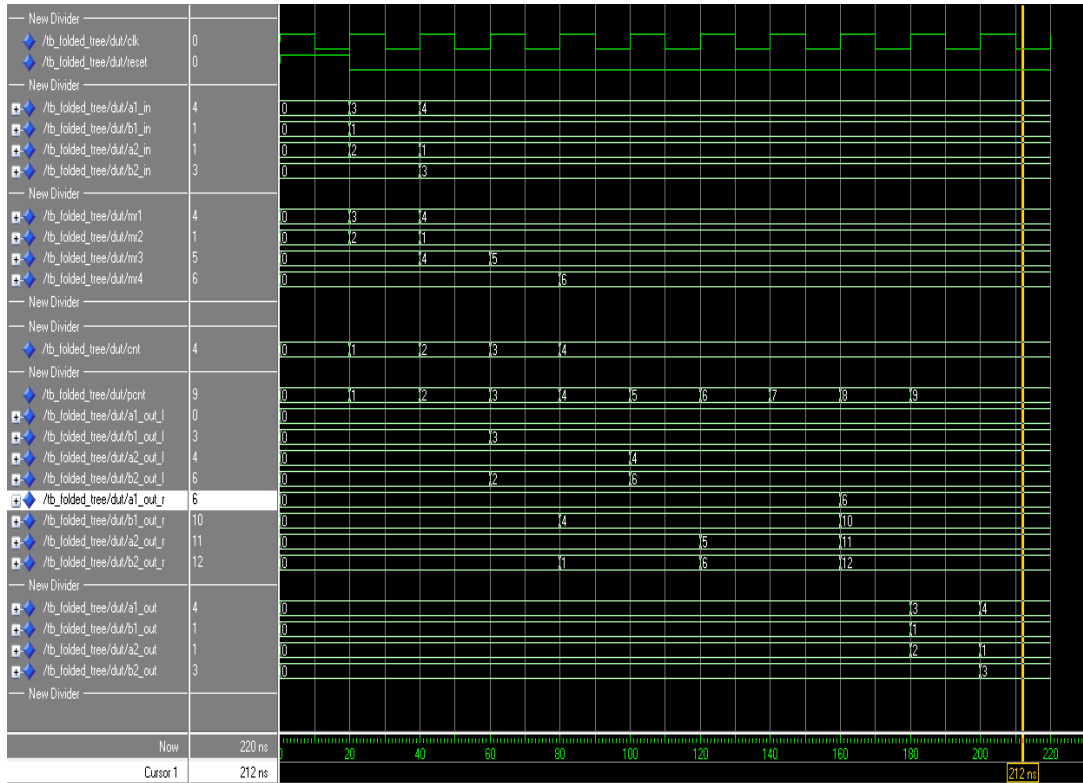 New Divider
/tb_folded_tree/dut/clk 0
/tb_folded_tree/dut/reset 0
New Divider
/tb_folded_tree/dut/a1_in 4 0 3 4
/tb_folded_tree/dut/b1_in 1 0 1
/tb_folded_tree/dut/a2_in 1 0 2 1
/tb_folded_tree/dut/b2_in 3 0 3
New Divider
/tb_folded_tree/dut/mr1 4 0 3 4
/tb_folded_tree/dut/mr2 1 0 2 1
/tb_folded_tree/dut/mr3 5 0 4 5
/tb_folded_tree/dut/mr4 6 0 6
New Divider
New Divider
/tb_folded_tree/dut/cnt 4 0 1 2 3 4
New Divider
/tb_folded_tree/dut/pcnt 9 0 1 2 3 4 5 6 7 8 9
/tb_folded_tree/dut/a1_out_l 0 0
/tb_folded_tree/dut/b1_out_l 3 0 3
/tb_folded_tree/dut/a2_out_l 4 0 4
/tb_folded_tree/dut/b2_out_l 6 0 2 6
/tb_folded_tree/dut/a1_out_r 6 0 6
/tb_folded_tree/dut/b1_out_r 10 0 4 10
/tb_folded_tree/dut/a2_out_r 11 0 5 11
/tb_folded_tree/dut/b2_out_r 12 0 1 6 12
New Divider
/tb_folded_tree/dut/a1_out 4 0 3 4
/tb_folded_tree/dut/b1_out 1 0 1
/tb_folded_tree/dut/a2_out 1 0 2 1
/tb_folded_tree/dut/b2_out 3 0 3
New Divider
Now 220 ns 20 40 60 80 100 120 140 160 180 200 220
Cursor 1 212 ns 212 ns